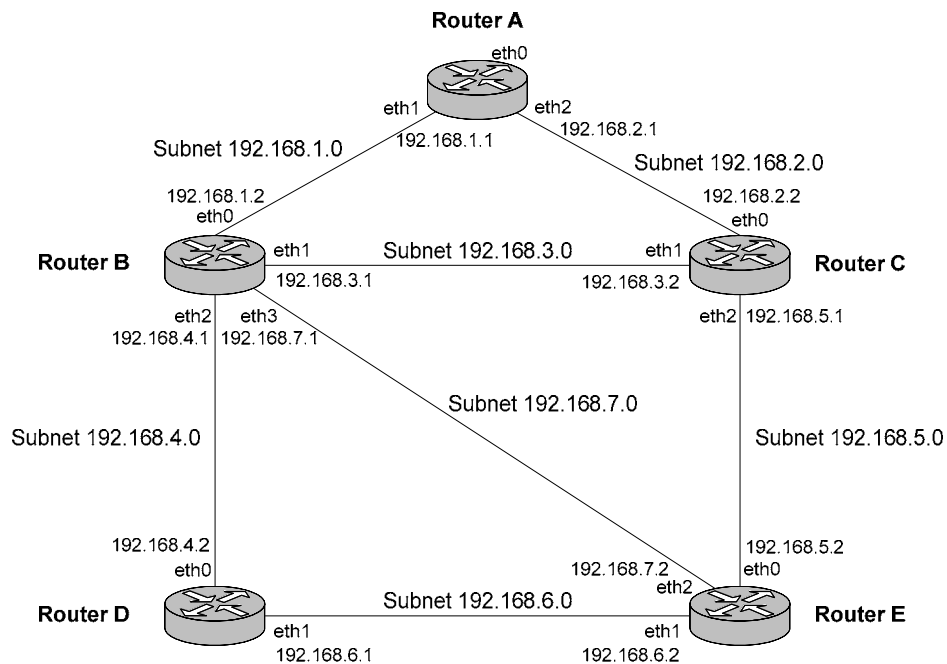 Router A
eth0
eth1
eth2
192.168.1.1
192.168.2.1
Subnet 192.168.1.0
Subnet 192.168.2.0
192.168.1.2
eth0
192.168.2.2
eth0
Router B
eth1
192.168.3.1
Subnet 192.168.3.0
eth1
192.168.3.2
Router C
eth2
192.168.4.1
eth3
192.168.7.1
eth2
192.168.5.1
Subnet 192.168.7.0
Subnet 192.168.4.0
Subnet 192.168.5.0
192.168.4.2
eth0
192.168.7.2
eth2
192.168.5.2
eth0
Router D
eth1
192.168.6.1
Subnet 192.168.6.0
eth1
192.168.6.2
Router E